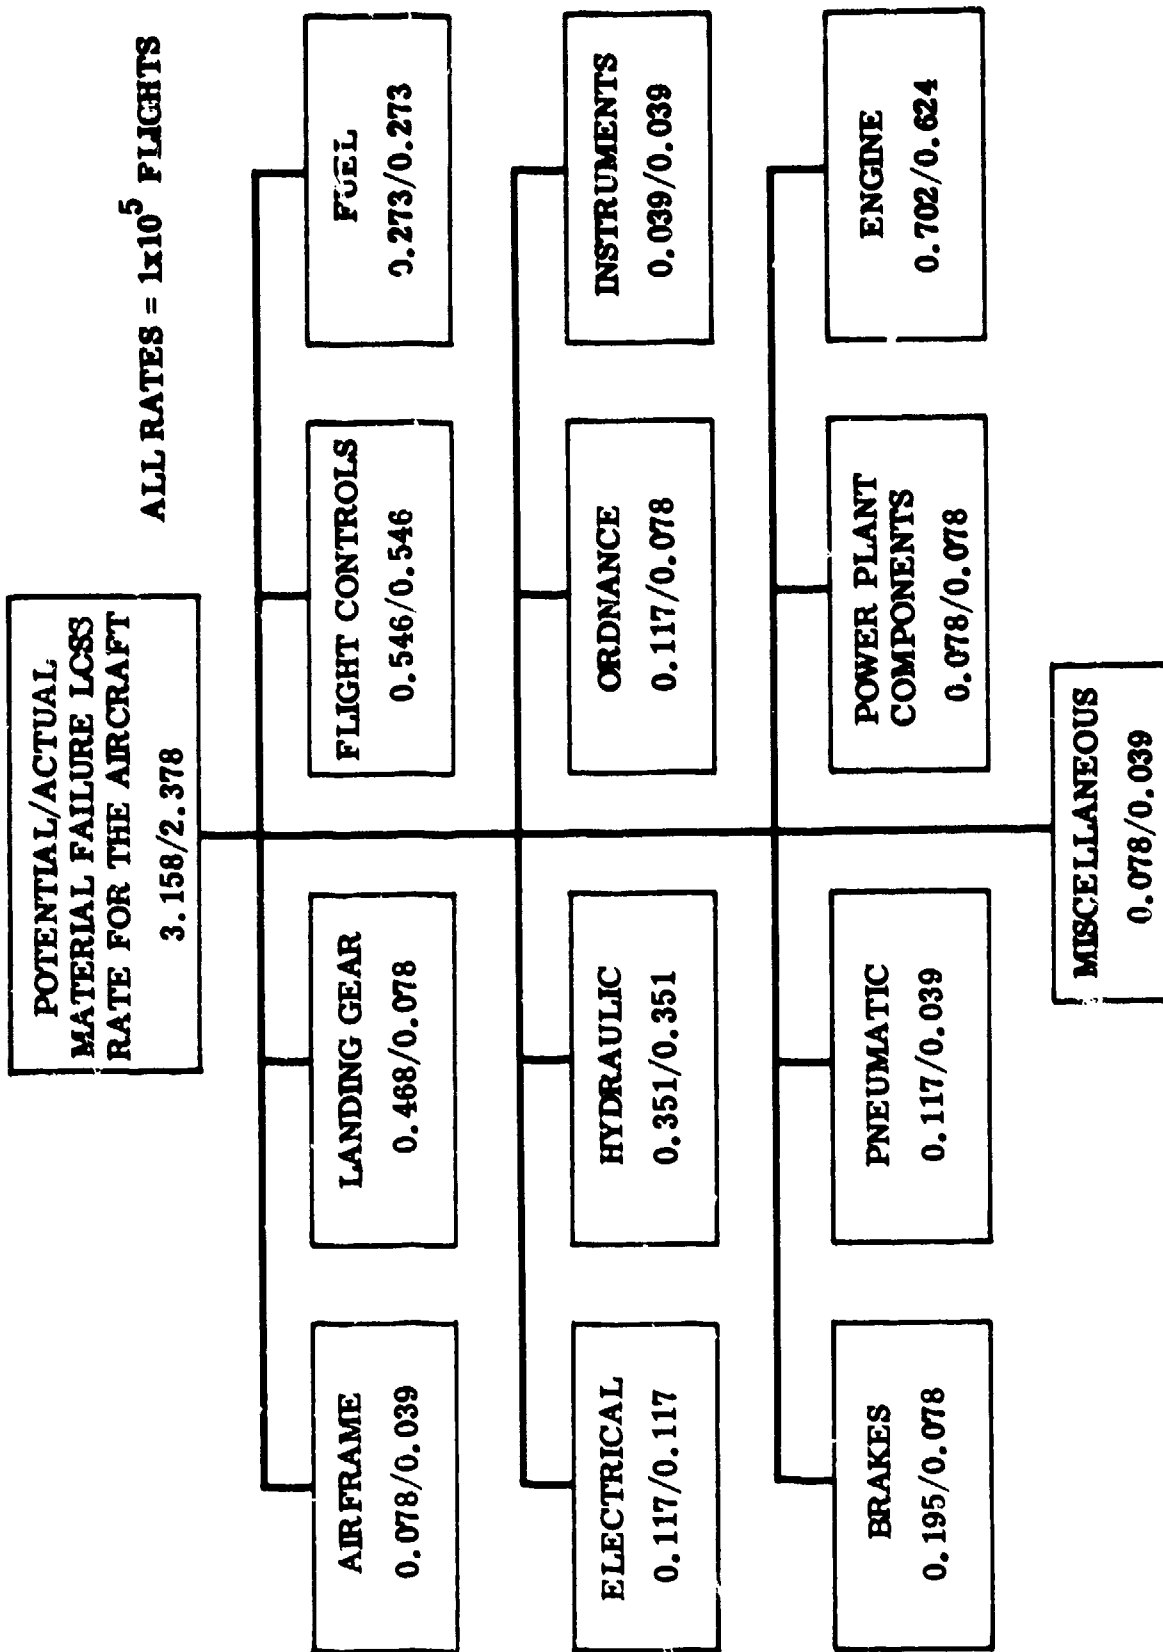 POTENTIAL/ACTUAL
MATERIAL FAILURE LCSS
RATE FOR THE AIRCRAFT
3.158/2.378
ALL RATES = 1x10⁵ FLIGHTS
AIRFRAME
0.078/0.039
LANDING GEAR
0.468/0.078
FLIGHT CONTROLS
0.546/0.546
FUEL
0.273/0.273
ELECTRICAL
0.117/0.117
HYDRAULIC
0.351/0.351
ORDNANCE
0.117/0.078
INSTRUMENTS
0.039/0.039
BRAKES
0.195/0.078
PNEUMATIC
0.117/0.039
POWER PLANT
COMPONENTS
0.078/0.078
ENGINE
0.702/0.624
MISCELLANEOUS
0.078/0.039